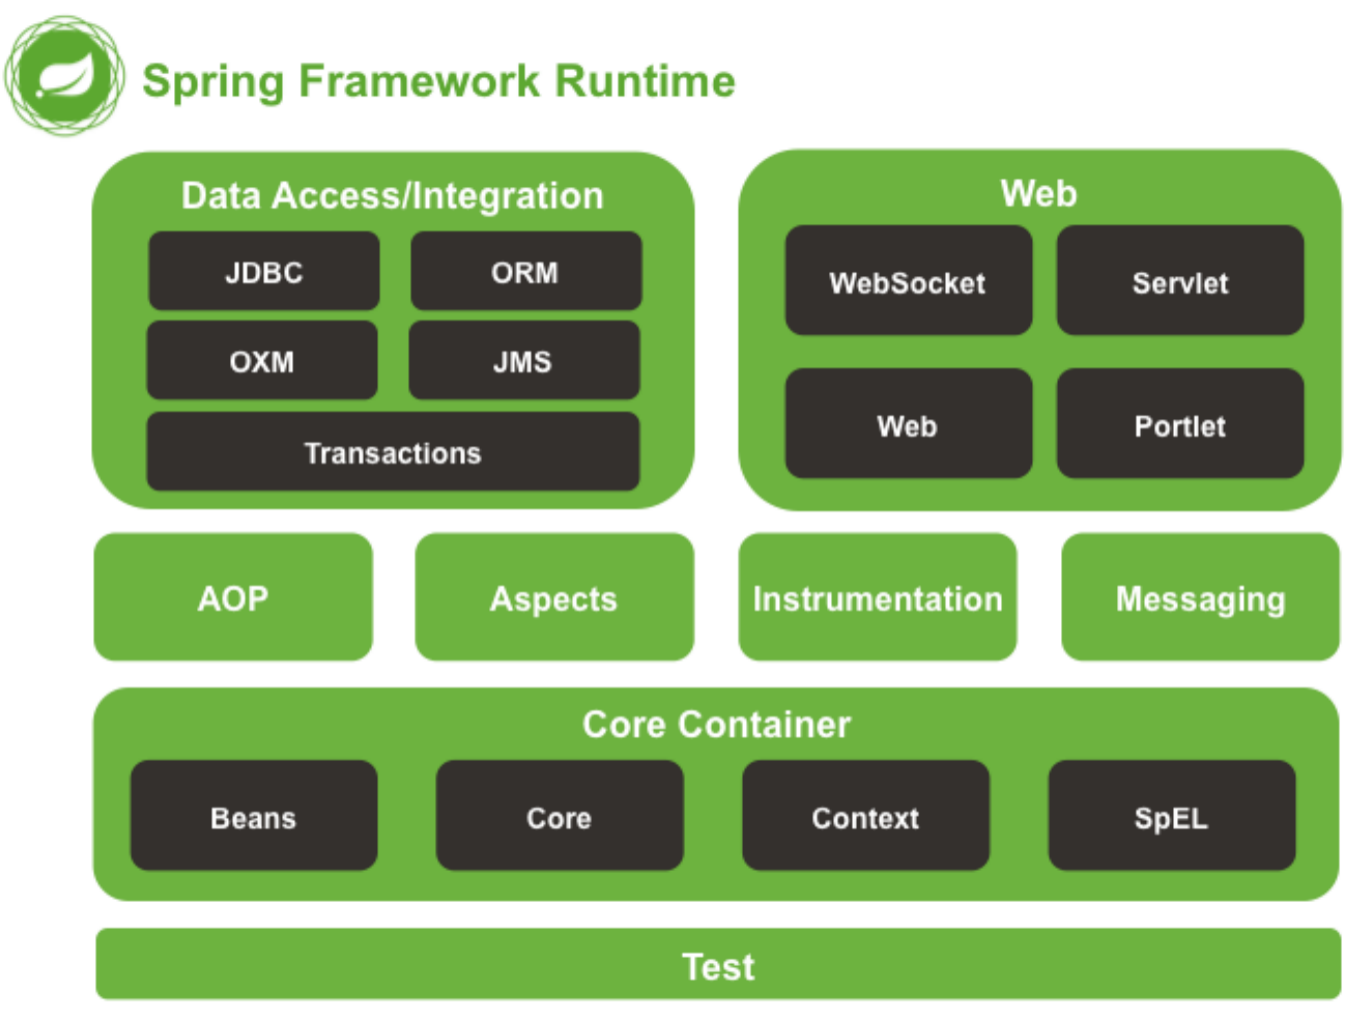 Spring Framework Runtime
Data Access/Integration
JDBC
ORM
OXM
JMS
Transactions
Web
WebSocket
Servlet
Web
Portlet
AOP
Aspects
Instrumentation
Messaging
Core Container
Beans
Core
Context
SpEL
Test